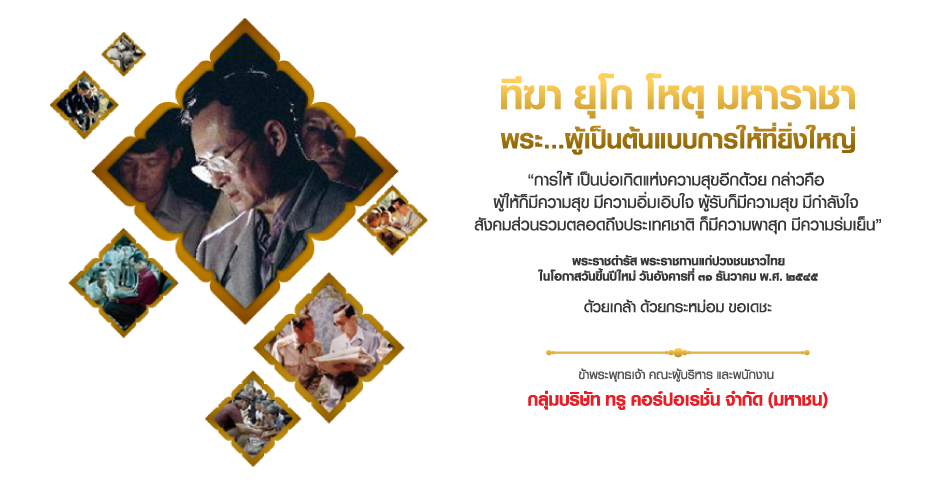 ทีฆา ยุโก โหตุ มหาราชา
พระ...ผู้เป็นต้นแบบการให้ที่ยิ่งใหญ่
“การให้ เป็นบ่อเกิดแห่งความสุขอีกด้วย กล่าวคือ
ผู้ให้ก็มีความสุข มีความอิ่มเอิบใจ ผู้รับก็มีความสุข มีกำลังใจ
สังคมส่วนรวมตลอดถึงประเทศชาติ ก็มีความผาสุก มีความร่มเย็น”
พระราชดำรัส พระราชทานแก่ปวงชนชาวไทย
ในโอกาสวันขึ้นปีใหม่ วันอังคารที่ ๓๑ ธันวาคม พ.ศ. ๒๕๔๕
ด้วยเกล้า ด้วยกระหม่อม ขอเดชะ
ข้าพระพุทธเจ้า คณะผู้บริหาร และพนักงาน
กลุ่มบริษัท ทรู คอร์ปอเรชั่น จำกัด (มหาชน)